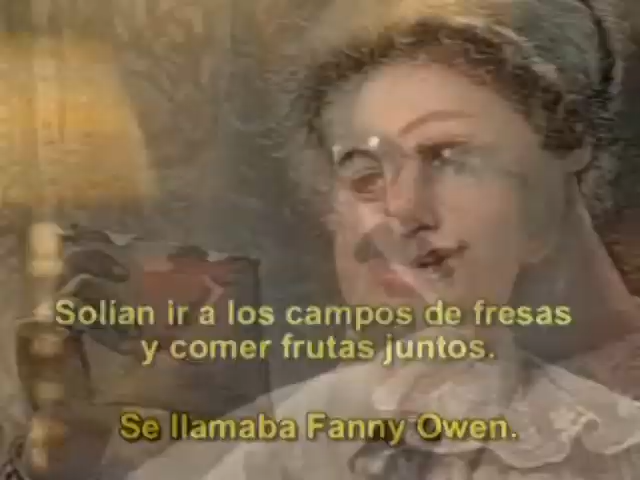 Solían ir a los campos de fresas
y comer frutas juntos.
Se llamaba Fanny Owen.